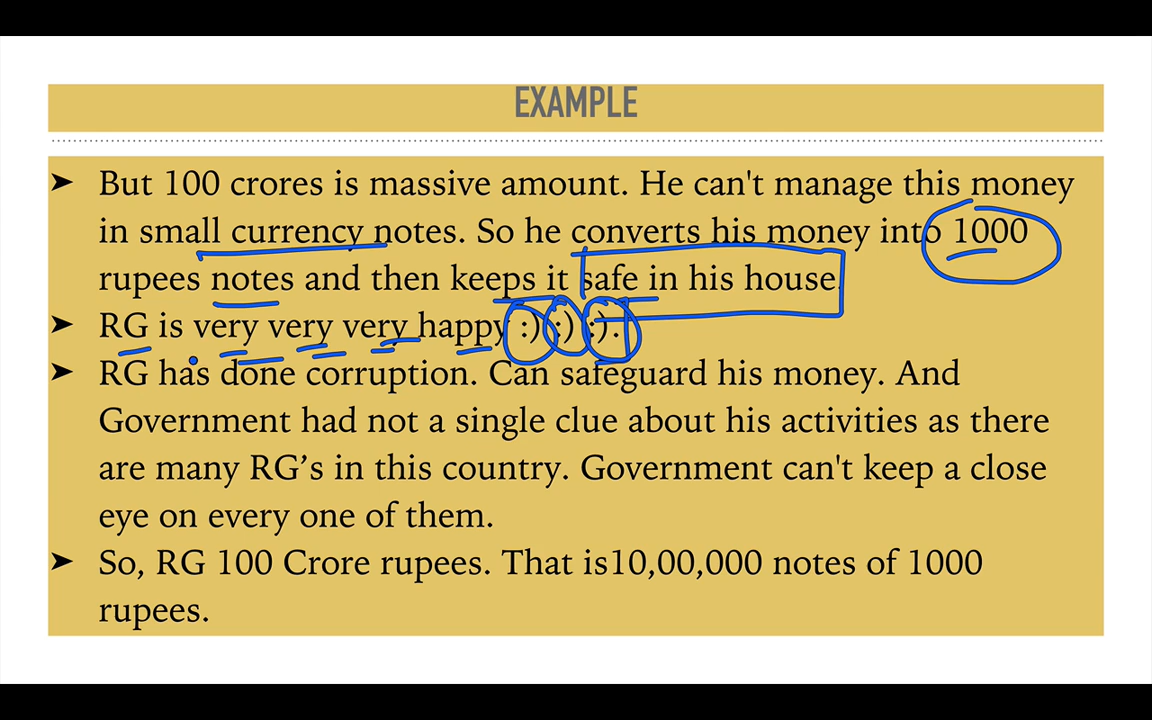 EXAMPLE
➤ But 100 crores is massive amount. He can't manage this money
in small currency notes. So he converts his money into 1000
rupees notes and then keeps it safe in his house.
➤ RG is very very very happy :) :) :).
➤ RG has done corruption. Can safeguard his money. And
Government had not a single clue about his activities as there
are many RG’s in this country. Government can't keep a close
eye on every one of them.
➤ So, RG 100 Crore rupees. That is10,00,000 notes of 1000
rupees.